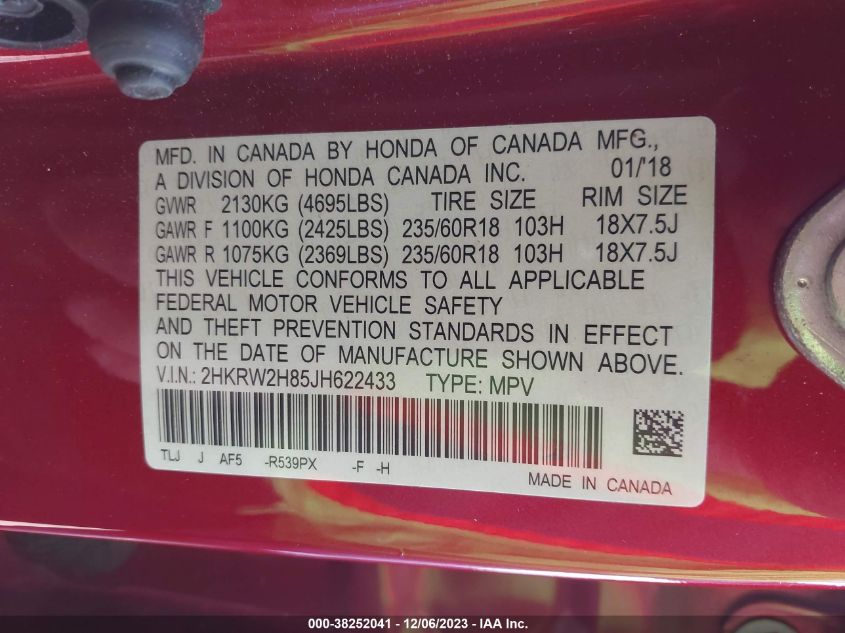 MFD. IN CANADA BY HONDA OF CANADA MFG.,
A DIVISION OF HONDA CANADA INC. 01/'18
GVWR 2130KG (4695LBS) TIRE SIZE RIM SIZE
GAWR F 1100KG (2425LBS) 235/60R18 103H 18X7.5J
GAWR R 1075KG (2369LBS) 235/60R18 103H 18X7.5J
THIS VEHICLE CONFORMS TO ALL APPLICABLE
FEDERAL MOTOR VEHICLE SAFETY
AND THEFT PREVENTION STANDARDS IN EFFECT
ON THE DATE OF MANUFACTURE SHOWN ABOVE.
V.I.N.: 2HKRW2H85JH622433 TYPE: MPV
TLJ J AF5 -R539PX -F -H
MADE IN CANADA
000-38252041 - 12/06/2023 - IAAI.com